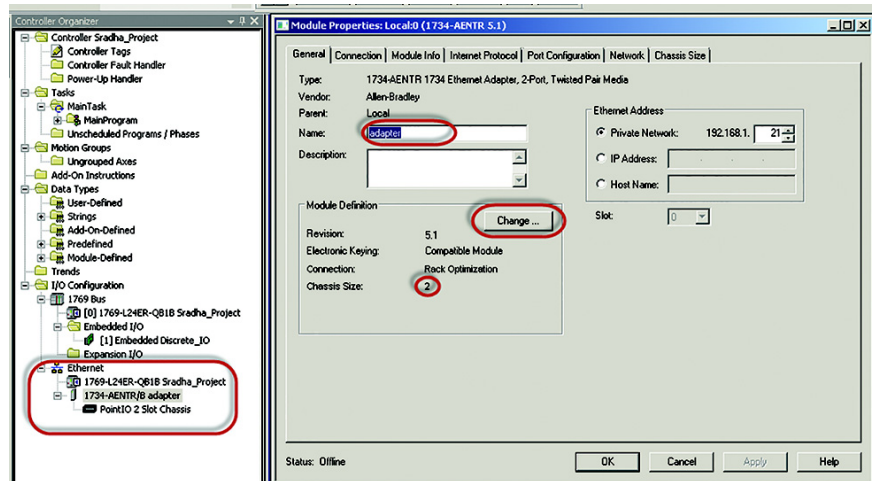 Controller Organizer
Controller Sradha_Project
Controller Tags
Controller Fault Handler
Power-Up Handler
Tasks
MainTask
MainProgram
Unscheduled Programs / Phases
Motion Groups
Ungrouped Axes
Add-On Instructions
Data Types
User-Defined
Strings
Add-On-Defined
Predefined
Module-Defined
Trends
I/O Configuration
1769 Bus
[0] 1769-L24ER-QB1B Sradha_Project
Embedded I/O
[1] Embedded Discrete_IO
Expansion I/O
Ethernet
1769-L24ER-QB1B Sradha_Project
1734-AENTR/B adapter
PointIO 2 Slot Chassis
Module Properties: Local:0 (1734-AENTR 5.1)
General Connection Module Info Internet Protocol Port Configuration Network Chassis Size
Type: 1734-AENTR 1734 Ethernet Adapter, 2-Port, Twisted Pair Media
Vendor: Allen-Bradley
Parent: Local
Name: adapter
Description:
Module Definition
Change ...
Revision: 5.1
Electronic Keying: Compatible Module
Connection: Rack Optimization
Chassis Size: 2
Ethernet Address
Private Network: 192.168.1. 21
IP Address: . . .
Host Name:
Slot: 0
Status: Offline
OK Cancel Apply Help